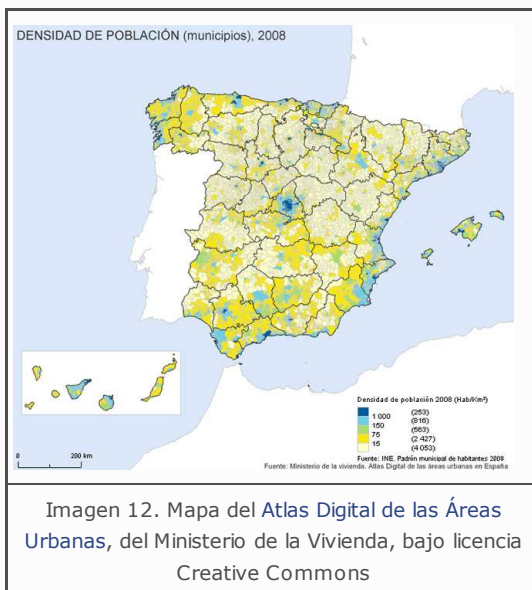 DENSIDAD DE POBLACIÓN (municipios), 2008
Densidad de población 2008 (Hab/Km²)
(253)
1 000
(816)
150
(563)
75
(2 427)
15
(4 053)
Fuente: INE. Padrón municipal de habitantes 2008
Fuente: Ministerio de la vivienda. Atlas Digital de las áreas urbanas en España
0 200 km
Imagen 12. Mapa del Atlas Digital de las Áreas
Urbanas, del Ministerio de la Vivienda, bajo licencia
Creative Commons